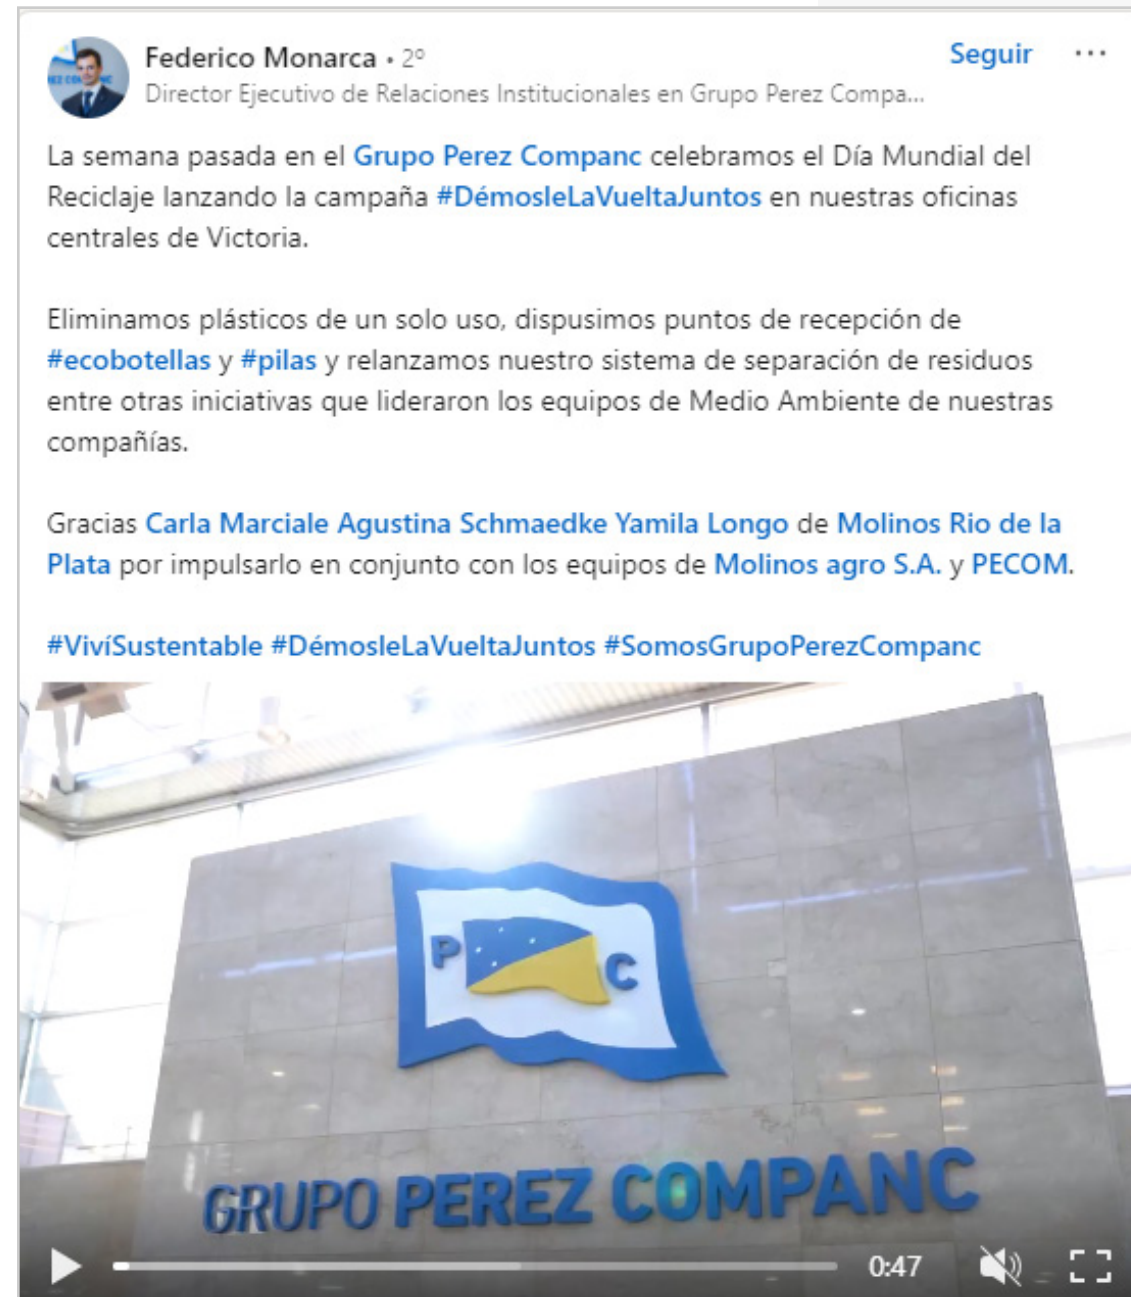 Federico Monarca • 2º
Seguir
Director Ejecutivo de Relaciones Institucionales en Grupo Perez Compa...
La semana pasada en el Grupo Perez Companc celebramos el Día Mundial del
Reciclaje lanzando la campaña #DémosleLaVueltaJuntos en nuestras oficinas
centrales de Victoria.
Eliminamos plásticos de un solo uso, dispusimos puntos de recepción de
#ecobotellas y #pilas y relanzamos nuestro sistema de separación de residuos
entre otras iniciativas que lideraron los equipos de Medio Ambiente de nuestras
compañías.
Gracias Carla Marciale Agustina Schmaedke Yamila Longo de Molinos Rio de la
Plata por impulsarlo en conjunto con los equipos de Molinos agro S.A. y PECOM.
#VivíSustentable #DémosleLaVueltaJuntos #SomosGrupoPerezCompanc
P C
GRUPO PEREZ COMPANC
0:47